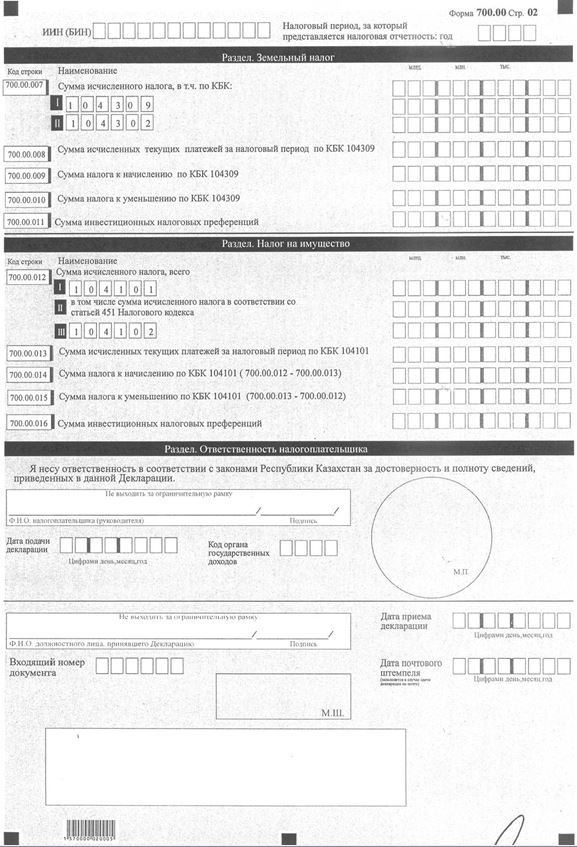 Форма 700.00 Стр. 02
ИИН (БИН)
Налоговый период, за который
представляется налоговая отчетность: год
Раздел. Земельный налог
Код строки Наименование млрд. млн. тыс.
700.00.007 Сумма исчисленного налога, в т.ч. по КБК:
I 1 0 4 3 0 9
II 1 0 4 3 0 2
700.00.008 Сумма исчисленных текущих платежей за налоговый период по КБК 104309
700.00.009 Сумма налога к начислению по КБК 104309
700.00.010 Сумма налога к уменьшению по КБК 104309
700.00.011 Сумма инвестиционных налоговых преференций
Раздел. Налог на имущество
Код строки Наименование млрд. млн. тыс.
700.00.012 Сумма исчисленного налога, всего
I 1 0 4 1 0 1
II в том числе сумма исчисленного налога в соответствии со
статьей 451 Налогового кодекса
III 1 0 4 1 0 2
700.00.013 Сумма исчисленных текущих платежей за налоговый период по КБК 104101
700.00.014 Сумма налога к начислению по КБК 104101 ( 700.00.012 - 700.00.013)
700.00.015 Сумма налога к уменьшению по КБК 104101 (700.00.013 - 700.00.012)
700.00.016 Сумма инвестиционных налоговых преференций
Раздел. Ответственность налогоплательщика
Я несу ответственность в соответствии с законами Республики Казахстан за достоверность и полноту сведений,
приведенных в данной Декларации.
Не выходить за ограничительную рамку
/ /
Ф.И.О. налогоплательщика (руководителя) Подпись
Дата подачи
декларации
Цифрами день,месяц,год
Код органа
государственных
доходов
М.П.
Не выходить за ограничительную рамку
/ /
Ф.И.О должностного лица, принявшего Декларацию Подпись
Дата приема
декларации
Цифрами день,месяц,год
Входящий номер
документа
Дата почтового
штемпеля
(заполняется в случае сдачи
декларации по почте)
Цифрами день,месяц,год
М.Ш.
1370000020005